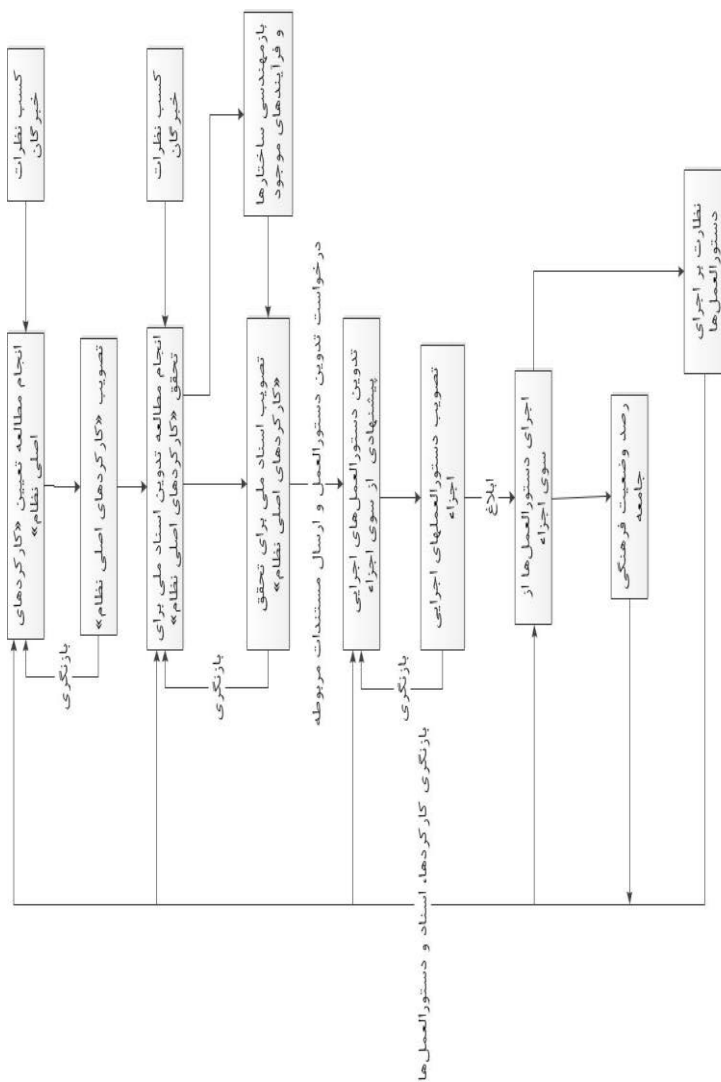 کسب نظرات
خبرگان
انجام مطالعه تعیین «کارکردهای
اصلی نظام»
تصویب «کارکردهای اصلی نظام»
بازنگری
کسب نظرات
خبرگان
انجام مطالعه تدوین اسناد ملی برای
تحقق «کارکردهای اصلی نظام»
بازمهندسی ساختارها
و فرآیندهای موجود
تصویب اسناد ملی برای تحقق
«کارکردهای اصلی نظام»
بازنگری
درخواست تدوین دستورالعمل و ارسال مستندات مربوطه
تدوین دستورالعمل‌های اجرایی
پیشنهادی از سوی اجزاء
تصویب دستورالعملهای اجرایی
اجزاء
بازنگری
ابلاغ
اجرای دستورالعمل‌ها از
سوی اجزاء
رصد وضعیت فرهنگی
جامعه
نظارت بر اجرای
دستورالعمل‌ها
بازنگری کارکردها، اسناد و دستورالعمل‌ها